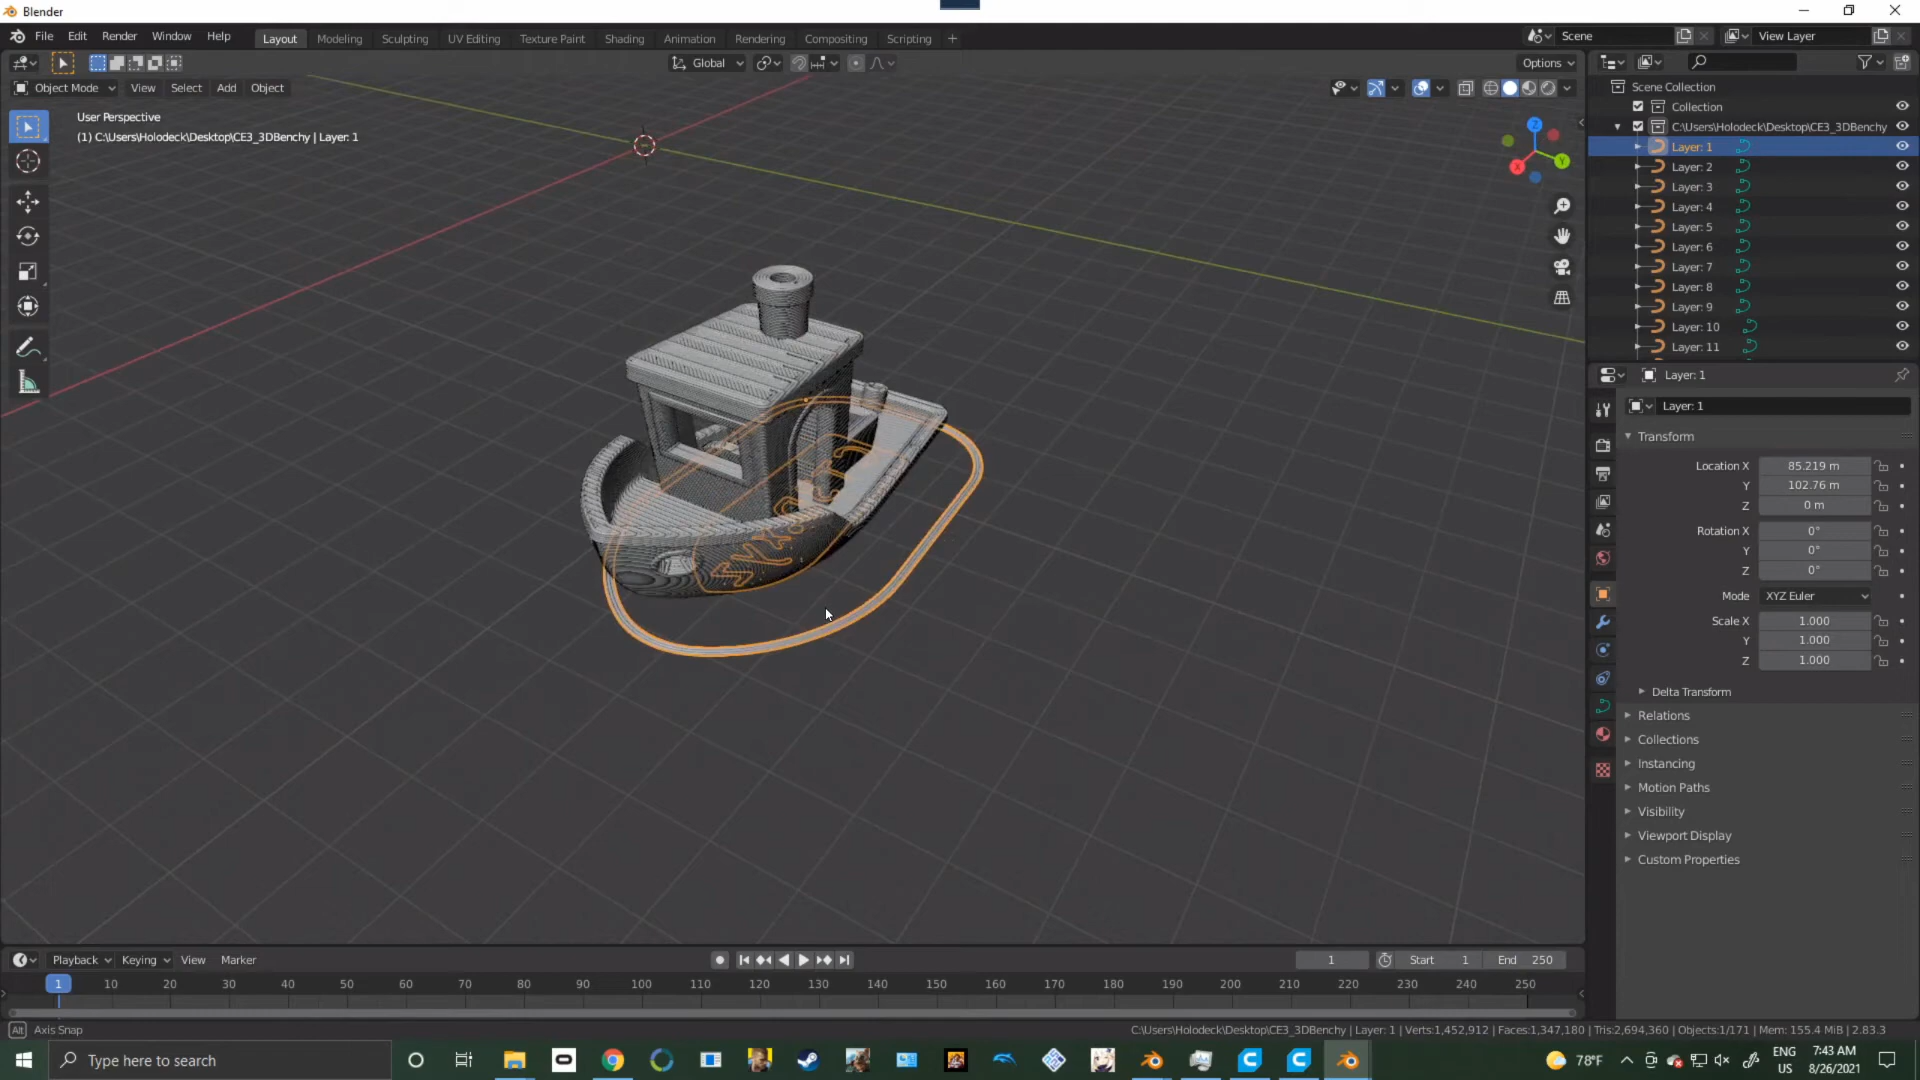 Blender
File Edit Render Window Help Layout Modeling Sculpting UV Editing Texture Paint Shading Animation Rendering Compositing Scripting + Scene View Layer
Global Options
Object Mode View Select Add Object
User Perspective
(1) C:\Users\Holodeck\Desktop\CE3_3DBenchy | Layer: 1
Z
Y
X
Scene Collection
Collection
C:\Users\Holodeck\Desktop\CE3_3DBenchy
Layer: 1
Layer: 2
Layer: 3
Layer: 4
Layer: 5
Layer: 6
Layer: 7
Layer: 8
Layer: 9
Layer: 10
Layer: 11
Layer: 1
Layer: 1
Transform
Location X 85.219 m
Y 102.76 m
Z 0 m
Rotation X 0°
Y 0°
Z 0°
Mode XYZ Euler
Scale X 1.000
Y 1.000
Z 1.000
Delta Transform
Relations
Collections
Instancing
Motion Paths
Visibility
Viewport Display
Custom Properties
Playback Keying View Marker 1 Start 1 End 250
1 10 20 30 40 50 60 70 80 90 100 110 120 130 140 150 160 170 180 190 200 210 220 230 240 250
Alt Axis Snap C:\Users\Holodeck\Desktop\CE3_3DBenchy | Layer: 1 | Verts:1,452,912 | Faces:1,347,180 | Tris:2,694,360 | Objects:1/171 | Mem: 155.4 MiB | 2.83.3
Type here to search 78°F ENG US 7:43 AM 8/26/2021